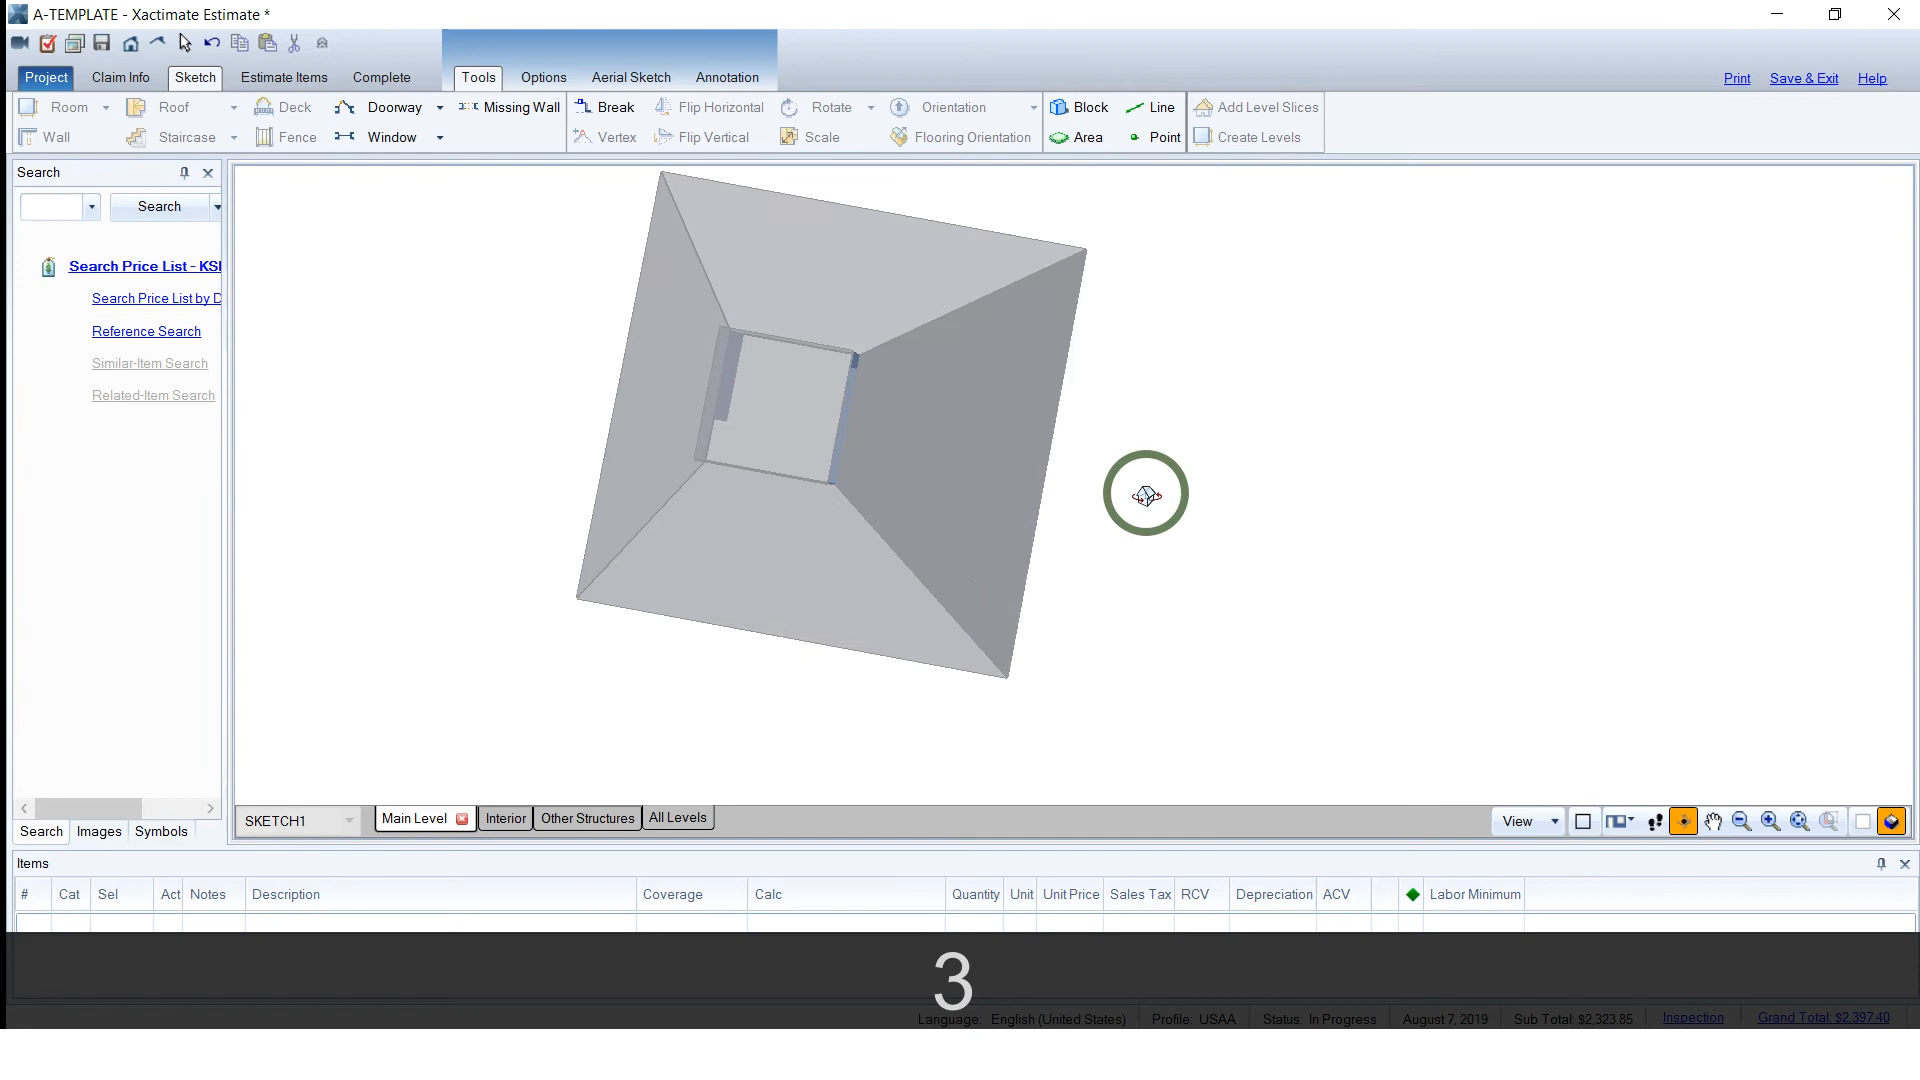 A-TEMPLATE - Xactimate Estimate *
Project Claim Info Sketch Estimate Items Complete Tools Options Aerial Sketch Annotation Print Save & Exit Help
Room Roof Deck Doorway Missing Wall Break Flip Horizontal Rotate Orientation Block Line Add Level Slices
Wall Staircase Fence Window Vertex Flip Vertical Scale Flooring Orientation Area Point Create Levels
Search
Search
Search Price List - KS
Search Price List by D
Reference Search
Similar-Item Search
Related-Item Search
SKETCH1 Main Level Interior Other Structures All Levels View
Search Images Symbols
Items
# Cat Sel Act Notes Description Coverage Calc Quantity Unit Unit Price Sales Tax RCV Depreciation ACV Labor Minimum
3
Language: English (United States) Profile: USAA Status: In Progress August 7, 2019 Sub Total: $2,323.85 Inspection Grand Total: $2,397.40